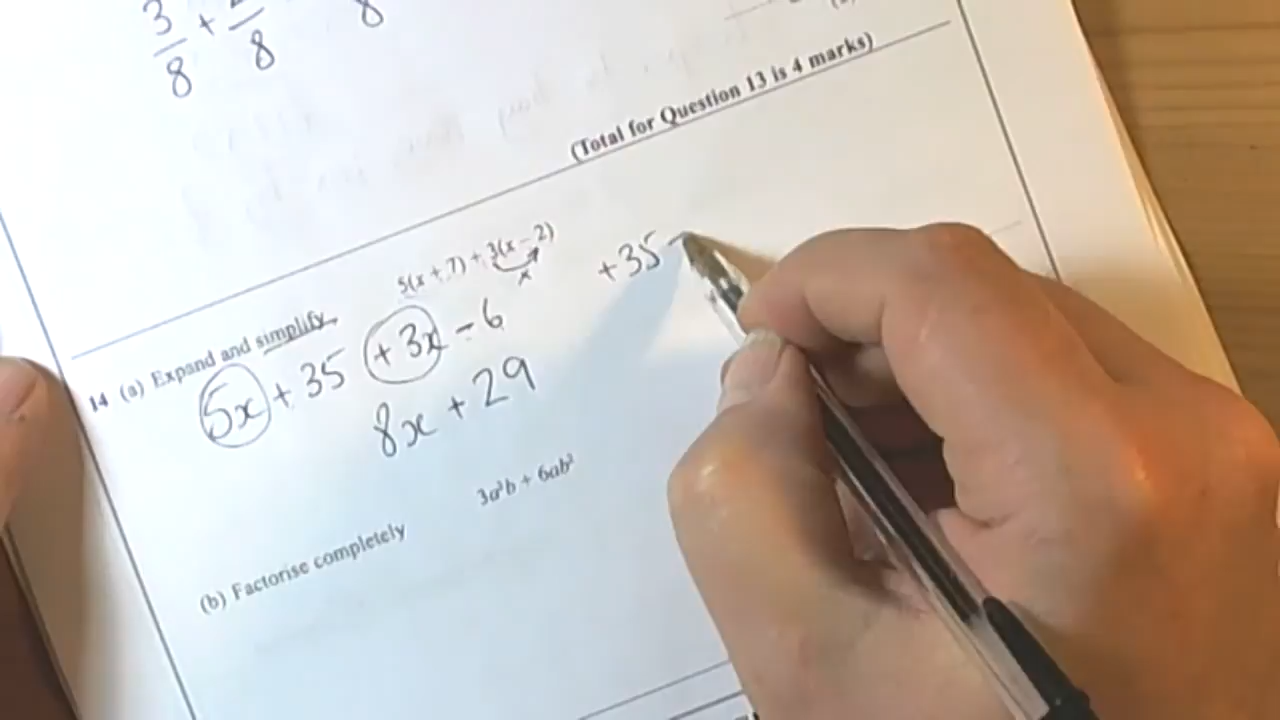 3/8 + /8 8
(Total for Question 13 is 4 marks)
14 (a) Expand and simplify
5(x + 7) + 3(x − 2)
+35 −
5x + 35 + 3x − 6
8x + 29
(b) Factorise completely
3a²b + 6ab²